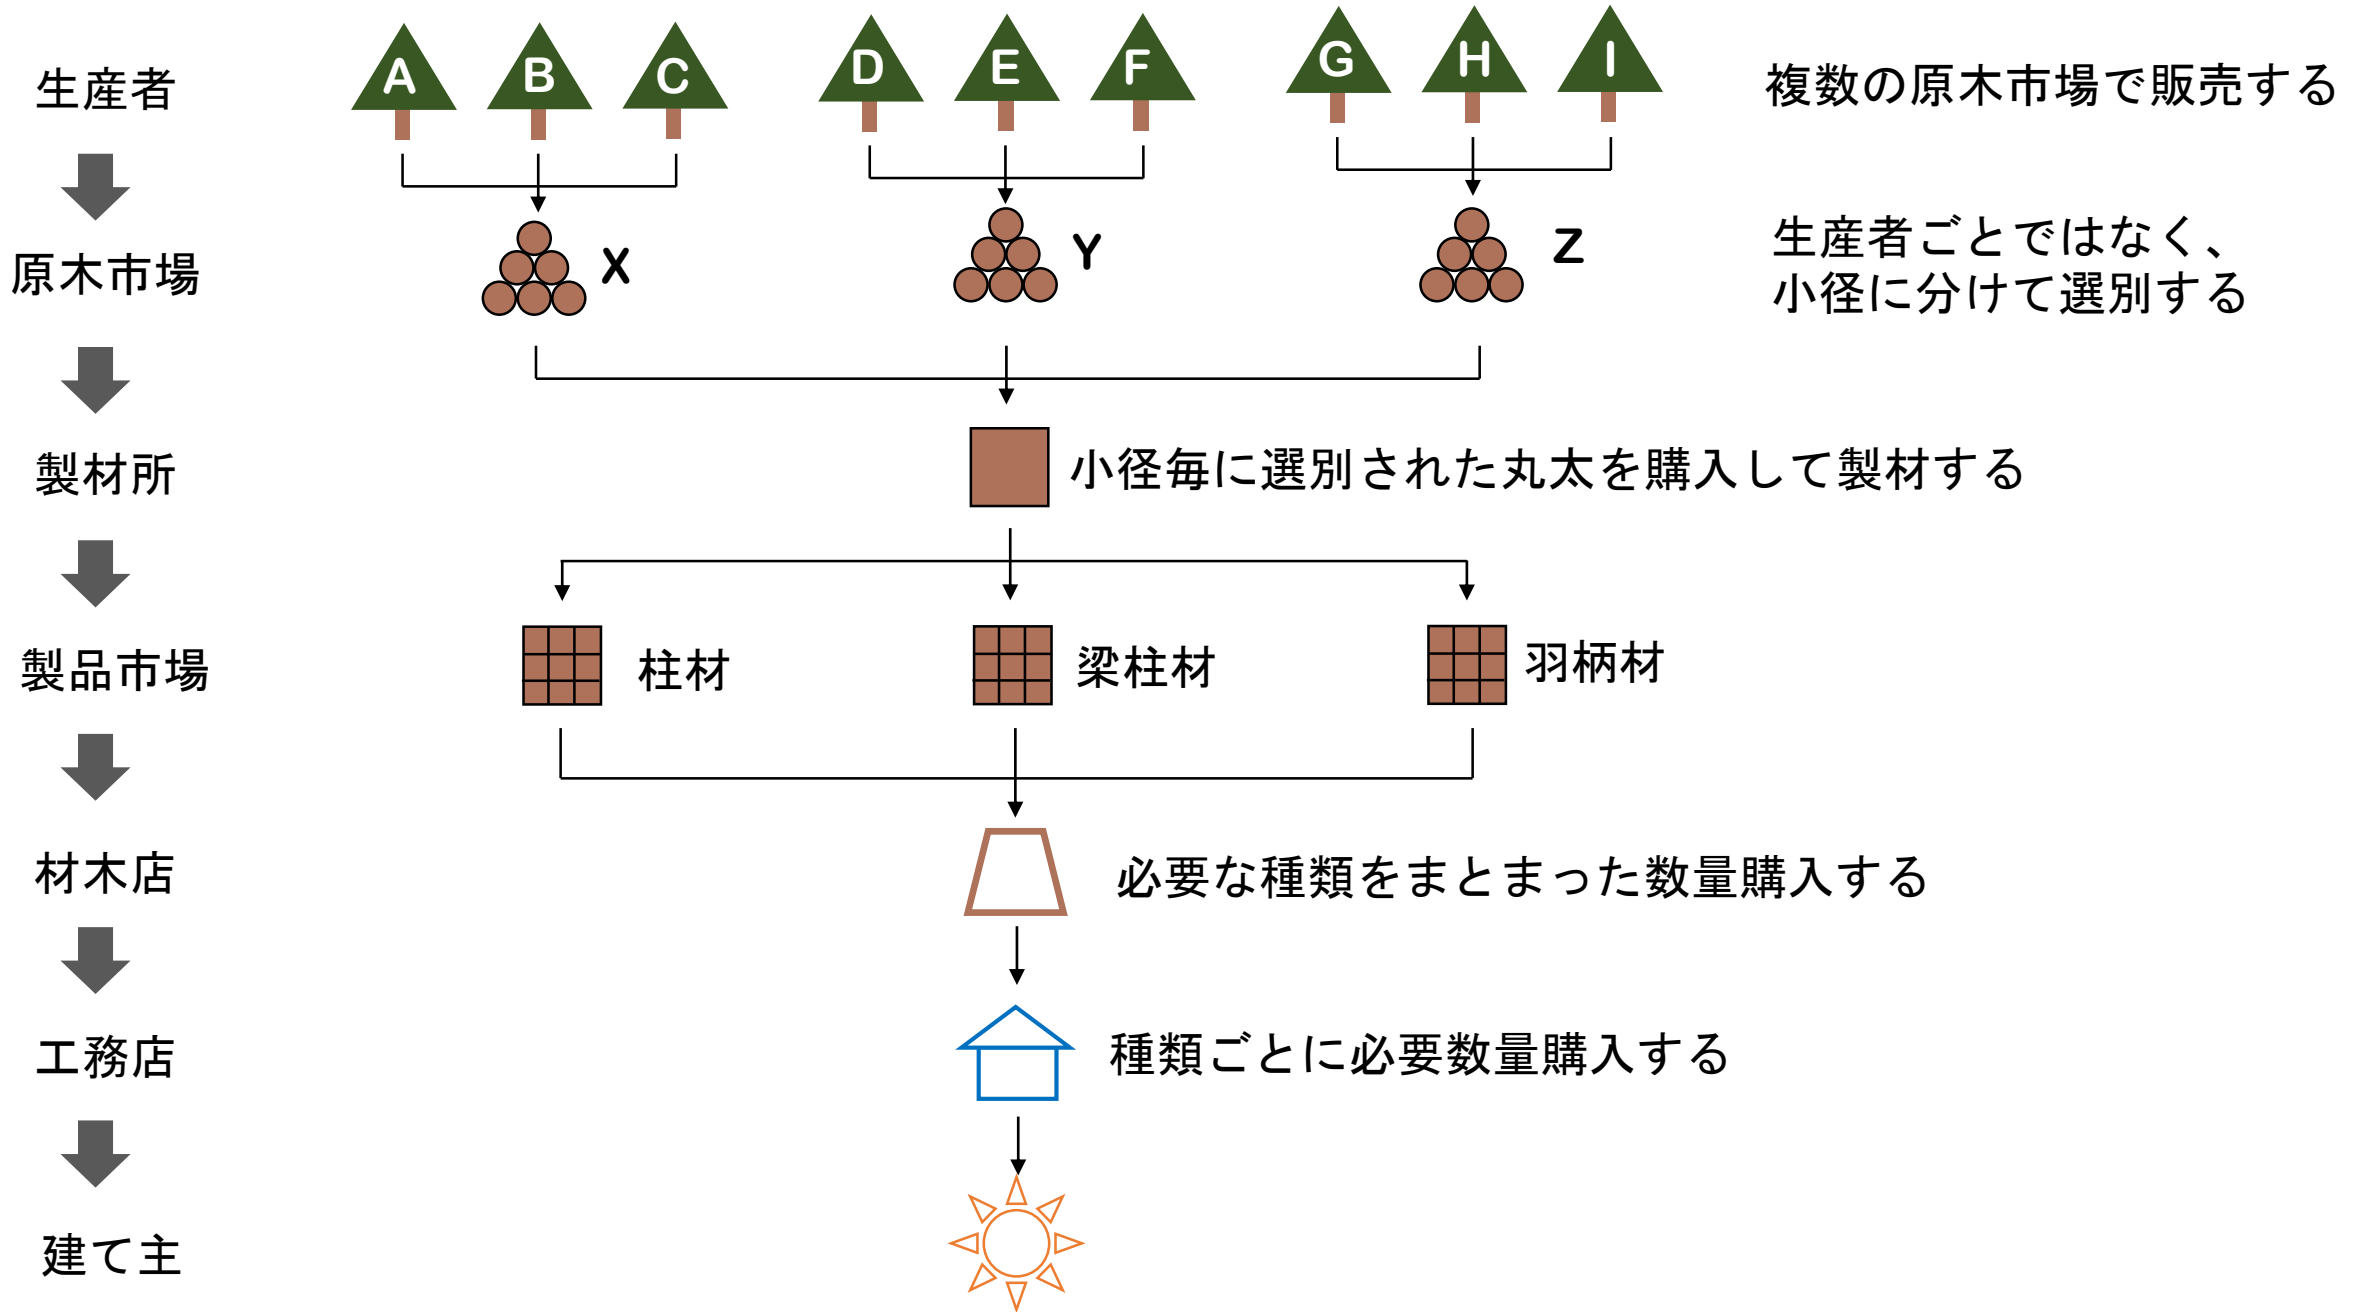 生産者
A B C D E F G H I
複数の原木市場で販売する
原木市場
X
Y
Z
生産者ごとではなく、
小径に分けて選別する
製材所
小径毎に選別された丸太を購入して製材する
製品市場
柱材
梁柱材
羽柄材
材木店
必要な種類をまとまった数量購入する
工務店
種類ごとに必要数量購入する
建て主